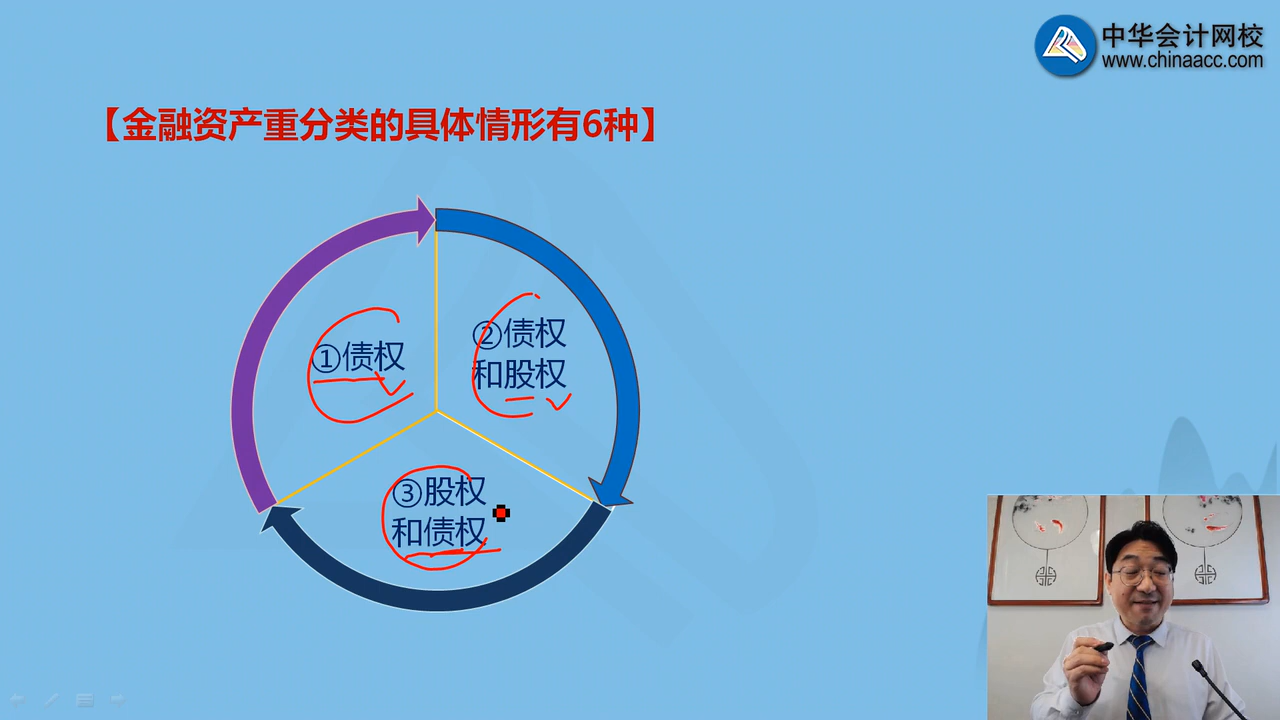 中华会计网校
www.chinaacc.com
【金融资产重分类的具体情形有6种】
①债权
②债权
和股权
③股权
和债权